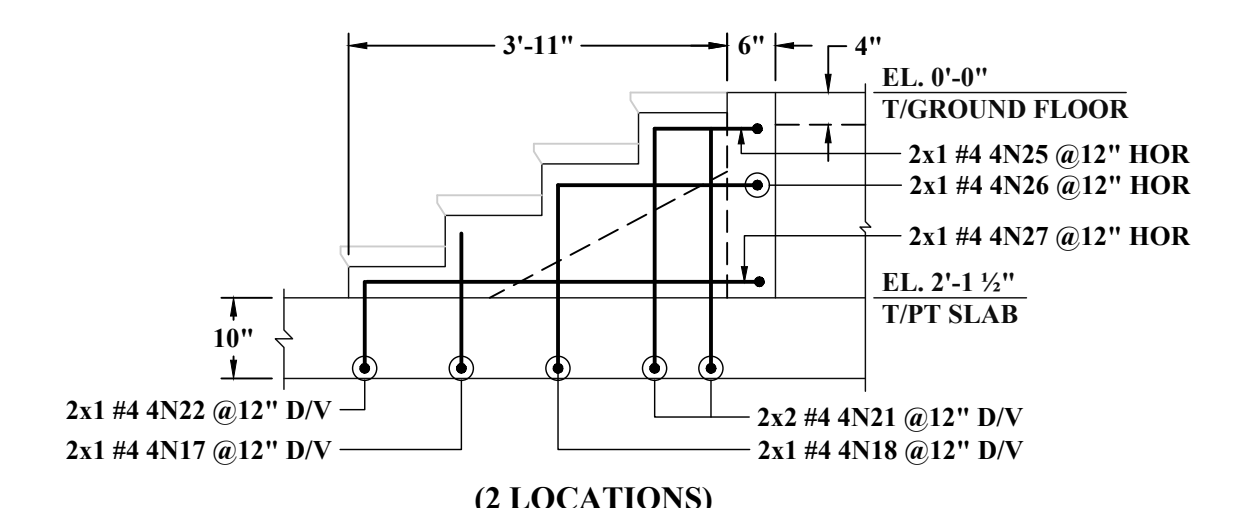 3'-11"
6"
4"
EL. 0'-0"
T/GROUND FLOOR
2x1 #4 4N25 @12" HOR
2x1 #4 4N26 @12" HOR
2x1 #4 4N27 @12" HOR
EL. 2'-1 ½"
T/PT SLAB
10"
2x1 #4 4N22 @12" D/V
2x2 #4 4N21 @12" D/V
2x1 #4 4N17 @12" D/V
2x1 #4 4N18 @12" D/V
(2 LOCATIONS)